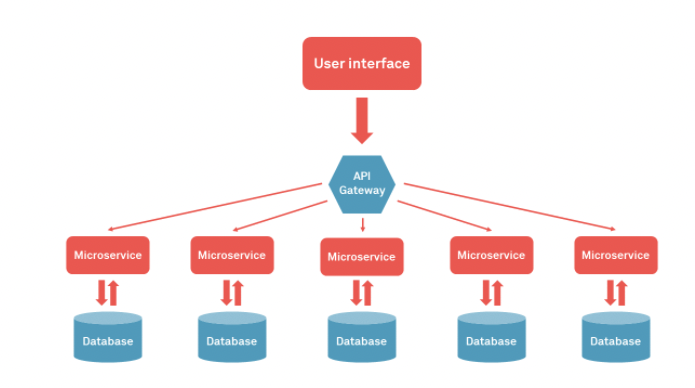 User interface
API
Gateway
Microservice
Microservice
Microservice
Microservice
Microservice
Database
Database
Database
Database
Database